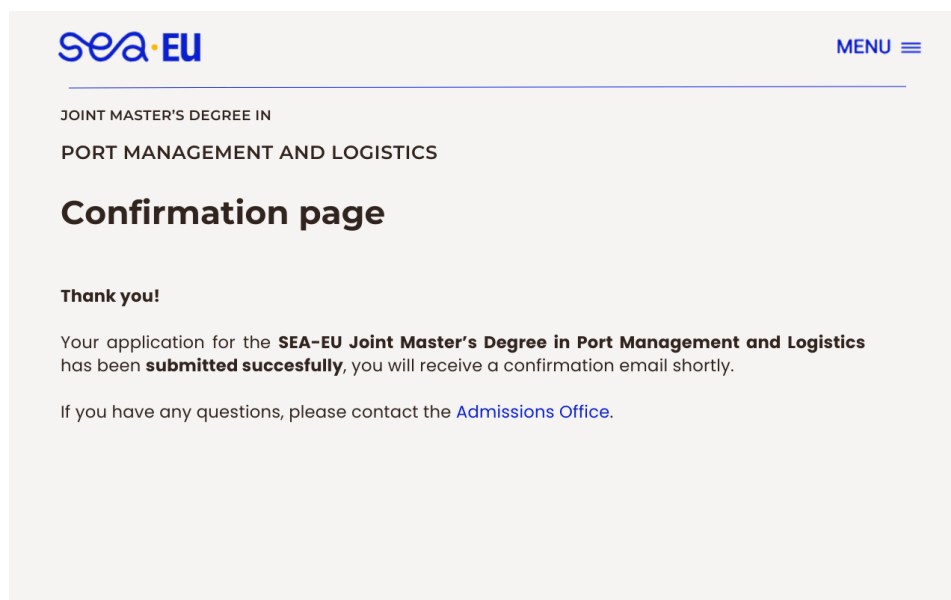 sea·EU
MENU
JOINT MASTER'S DEGREE IN
PORT MANAGEMENT AND LOGISTICS
Confirmation page
Thank you!
Your application for the SEA-EU Joint Master's Degree in Port Management and Logistics
has been submitted succesfully, you will receive a confirmation email shortly.
If you have any questions, please contact the Admissions Office.